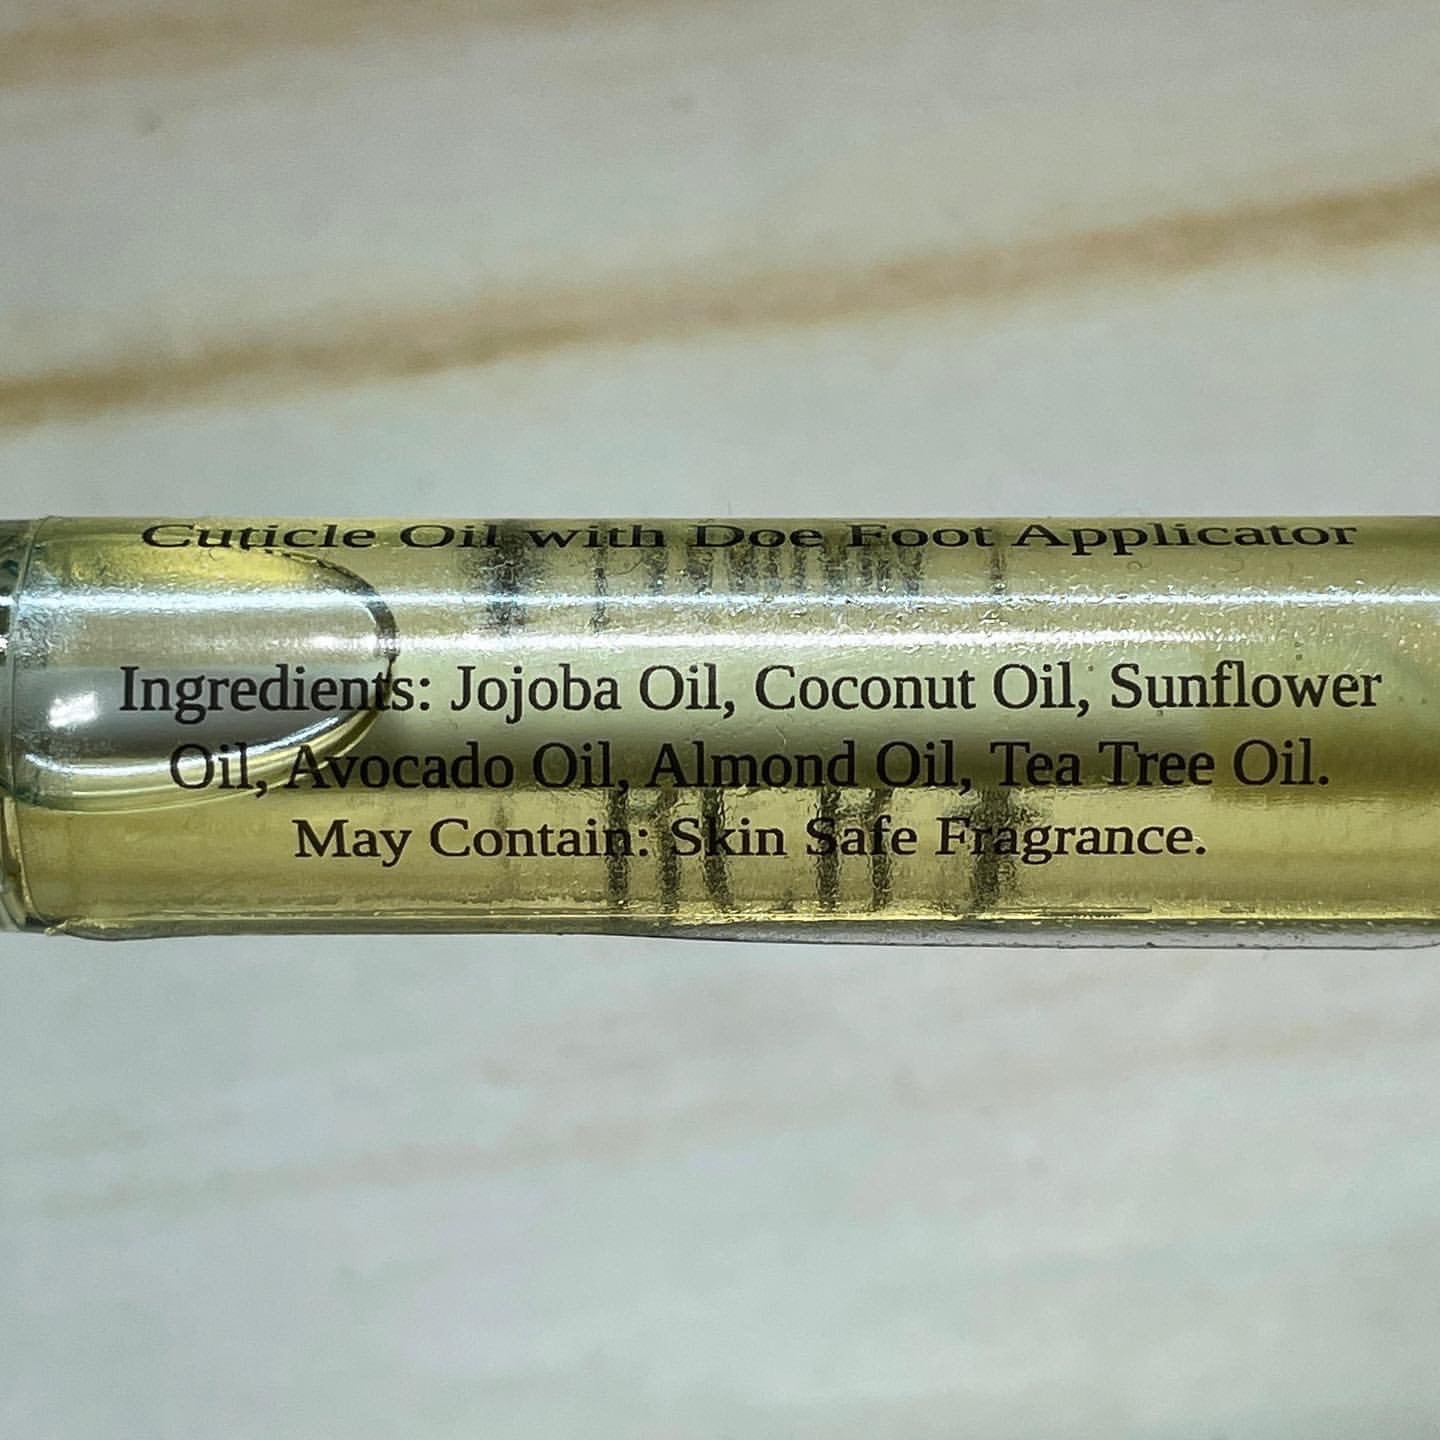 Cuticle Oil with Doe Foot Applicator
Ingredients: Jojoba Oil, Coconut Oil, Sunflower
Oil, Avocado Oil, Almond Oil, Tea Tree Oil.
May Contain: Skin Safe Fragrance.